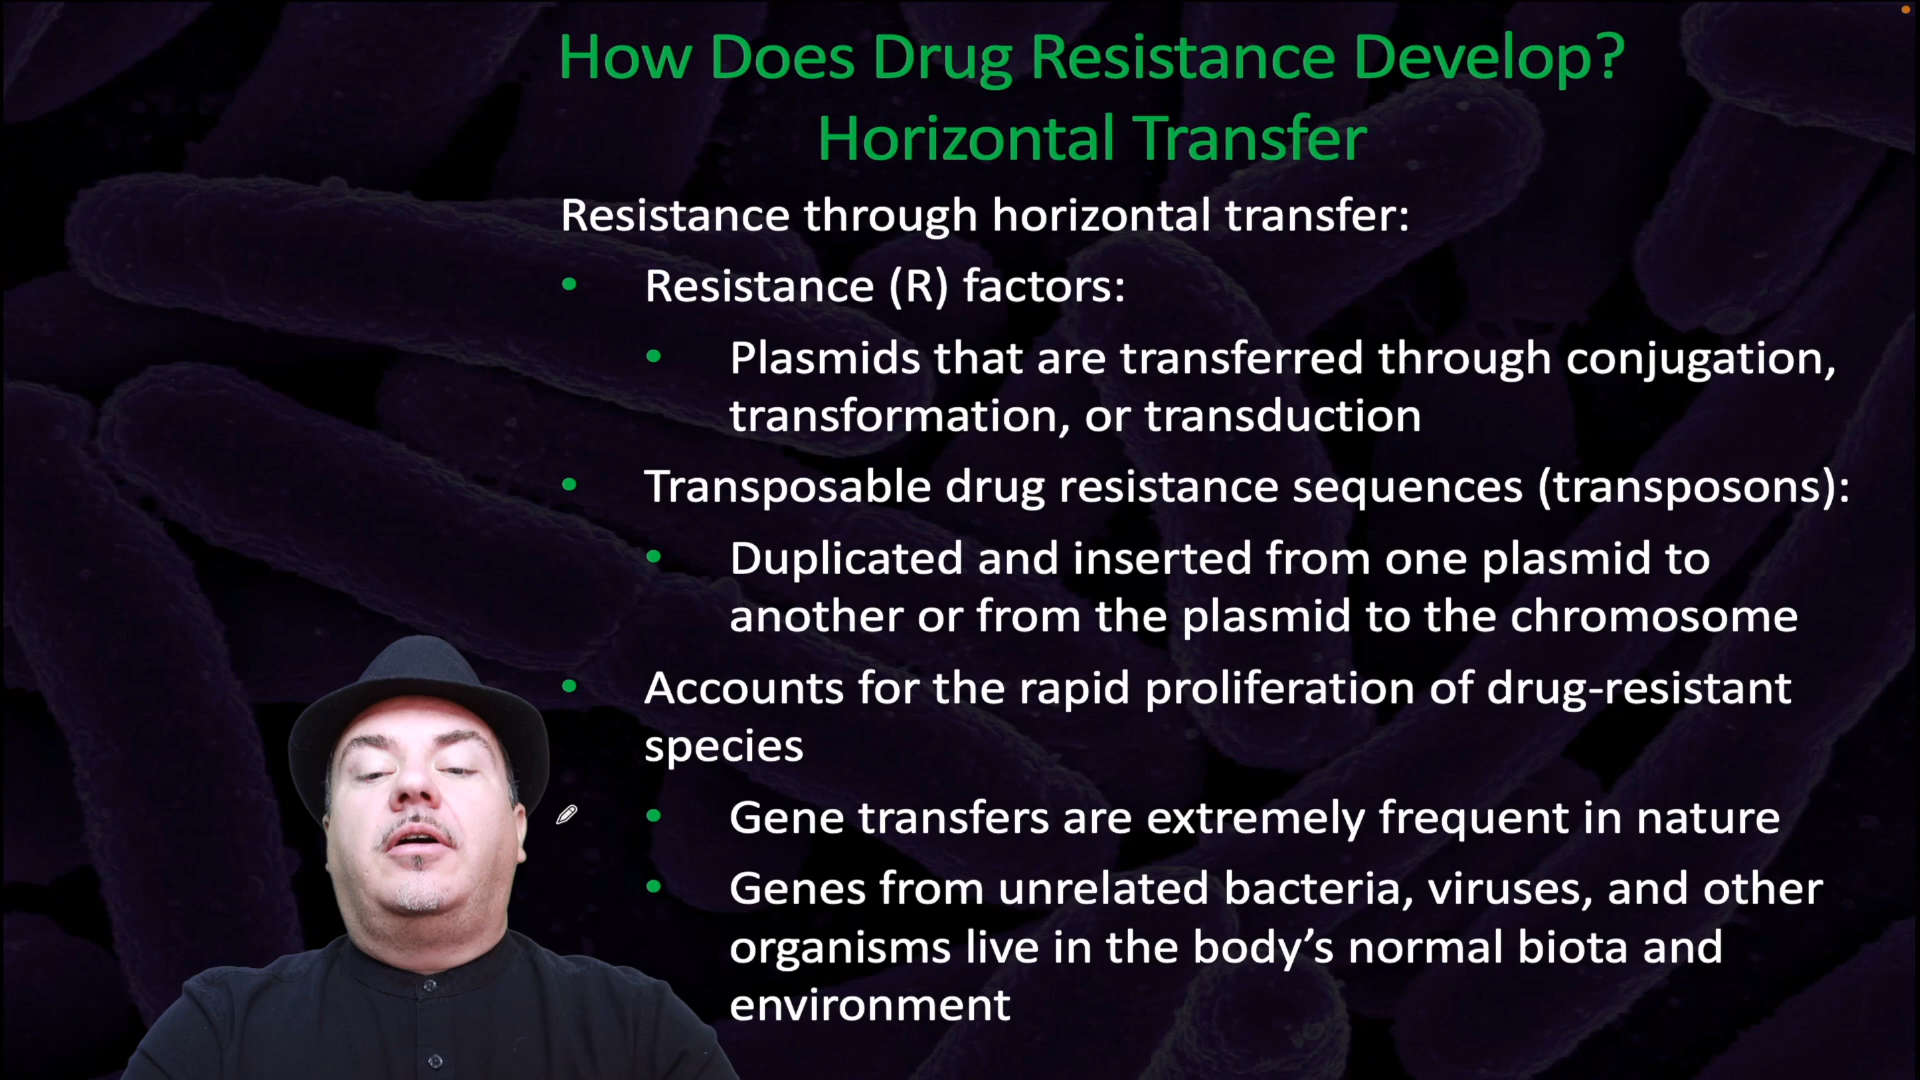 How Does Drug Resistance Develop?
Horizontal Transfer
Resistance through horizontal transfer:
• Resistance (R) factors:
• Plasmids that are transferred through conjugation,
transformation, or transduction
• Transposable drug resistance sequences (transposons):
• Duplicated and inserted from one plasmid to
another or from the plasmid to the chromosome
• Accounts for the rapid proliferation of drug-resistant
species
• Gene transfers are extremely frequent in nature
• Genes from unrelated bacteria, viruses, and other
organisms live in the body’s normal biota and
environment